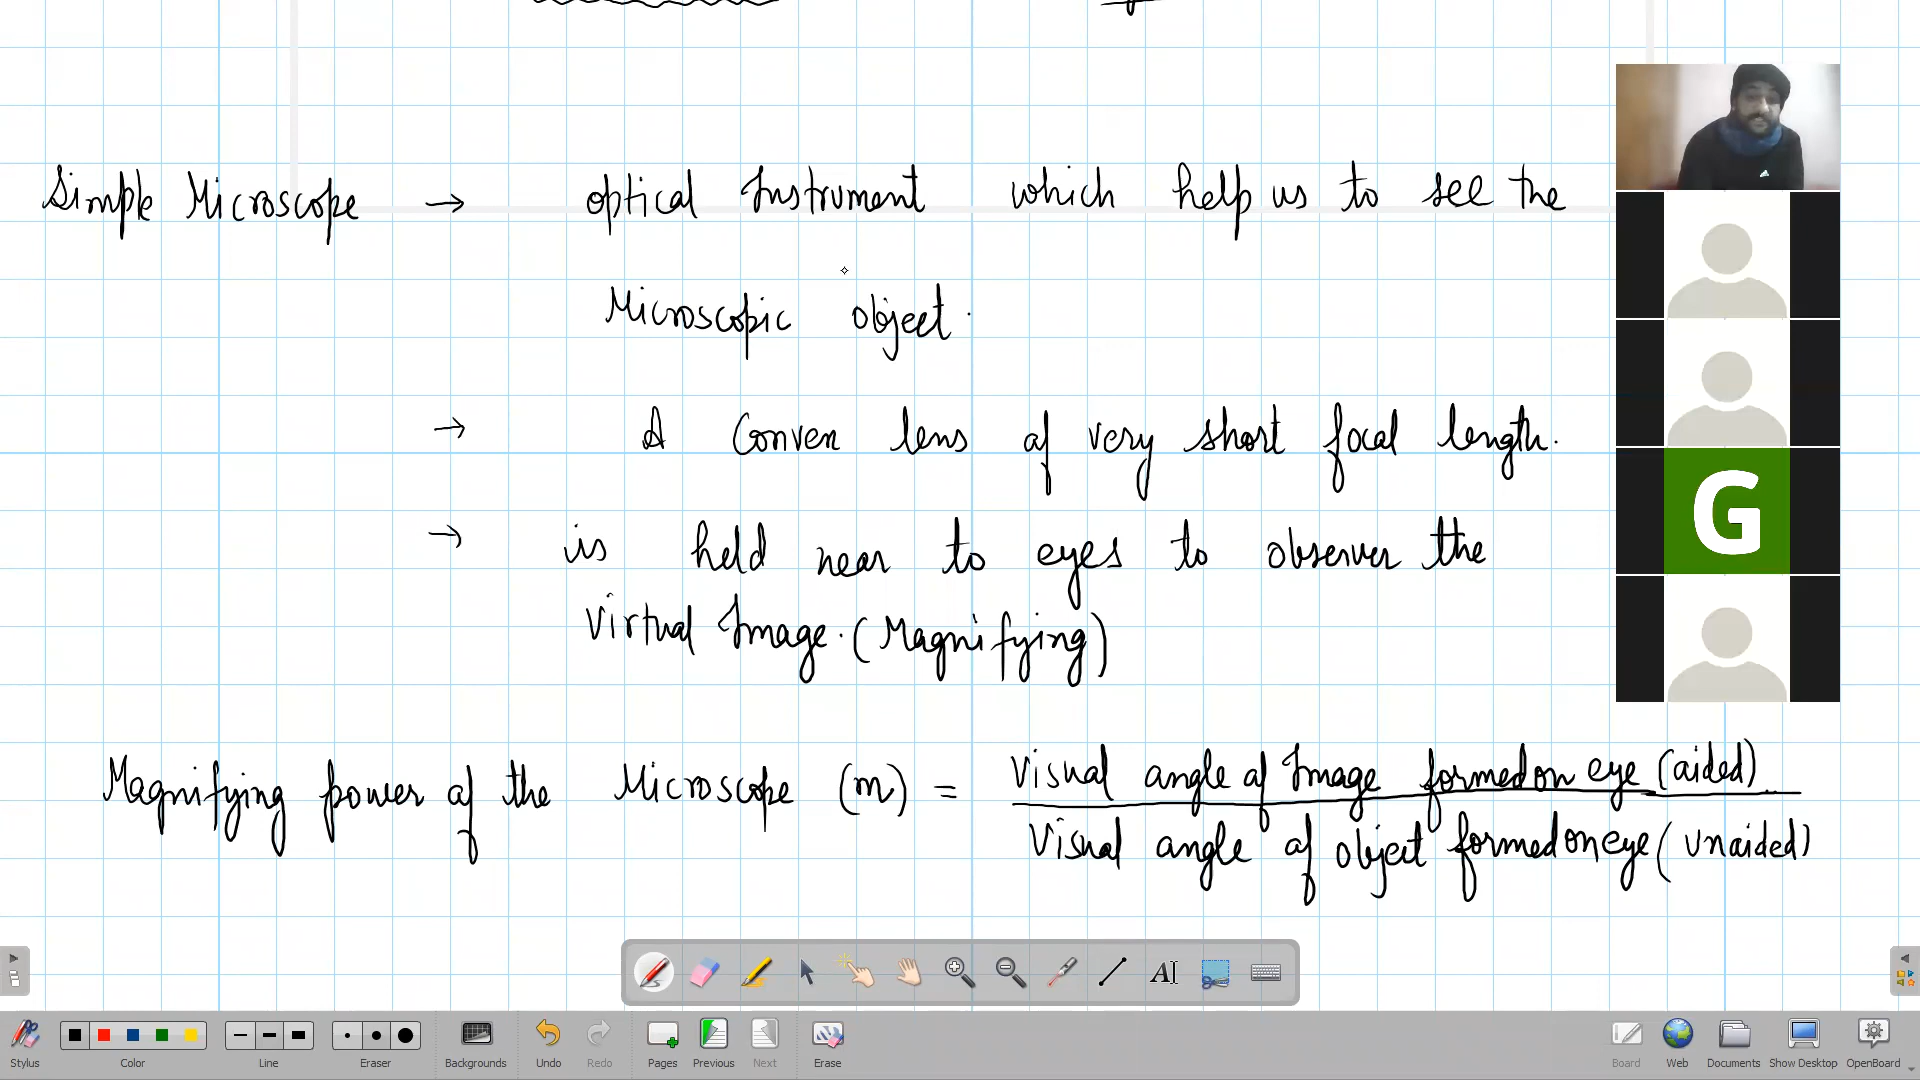 Simple Microscope → optical Instrument which help us to see the
Microscopic object.
→ A Conven lens of very short focal length.
→ is held near to eyes to observer the
Virtual Image. (Magnifying)
Magnifying power of the Microscope (m) = Visual angle of Image formed on eye (aided)
Visual angle of object formed on eye (unaided)
G
AI
Stylus
Color
Line
Eraser
Backgrounds
Undo
Redo
Pages
Previous
Next
Erase
Board
Web
Documents
Show Desktop
OpenBoard